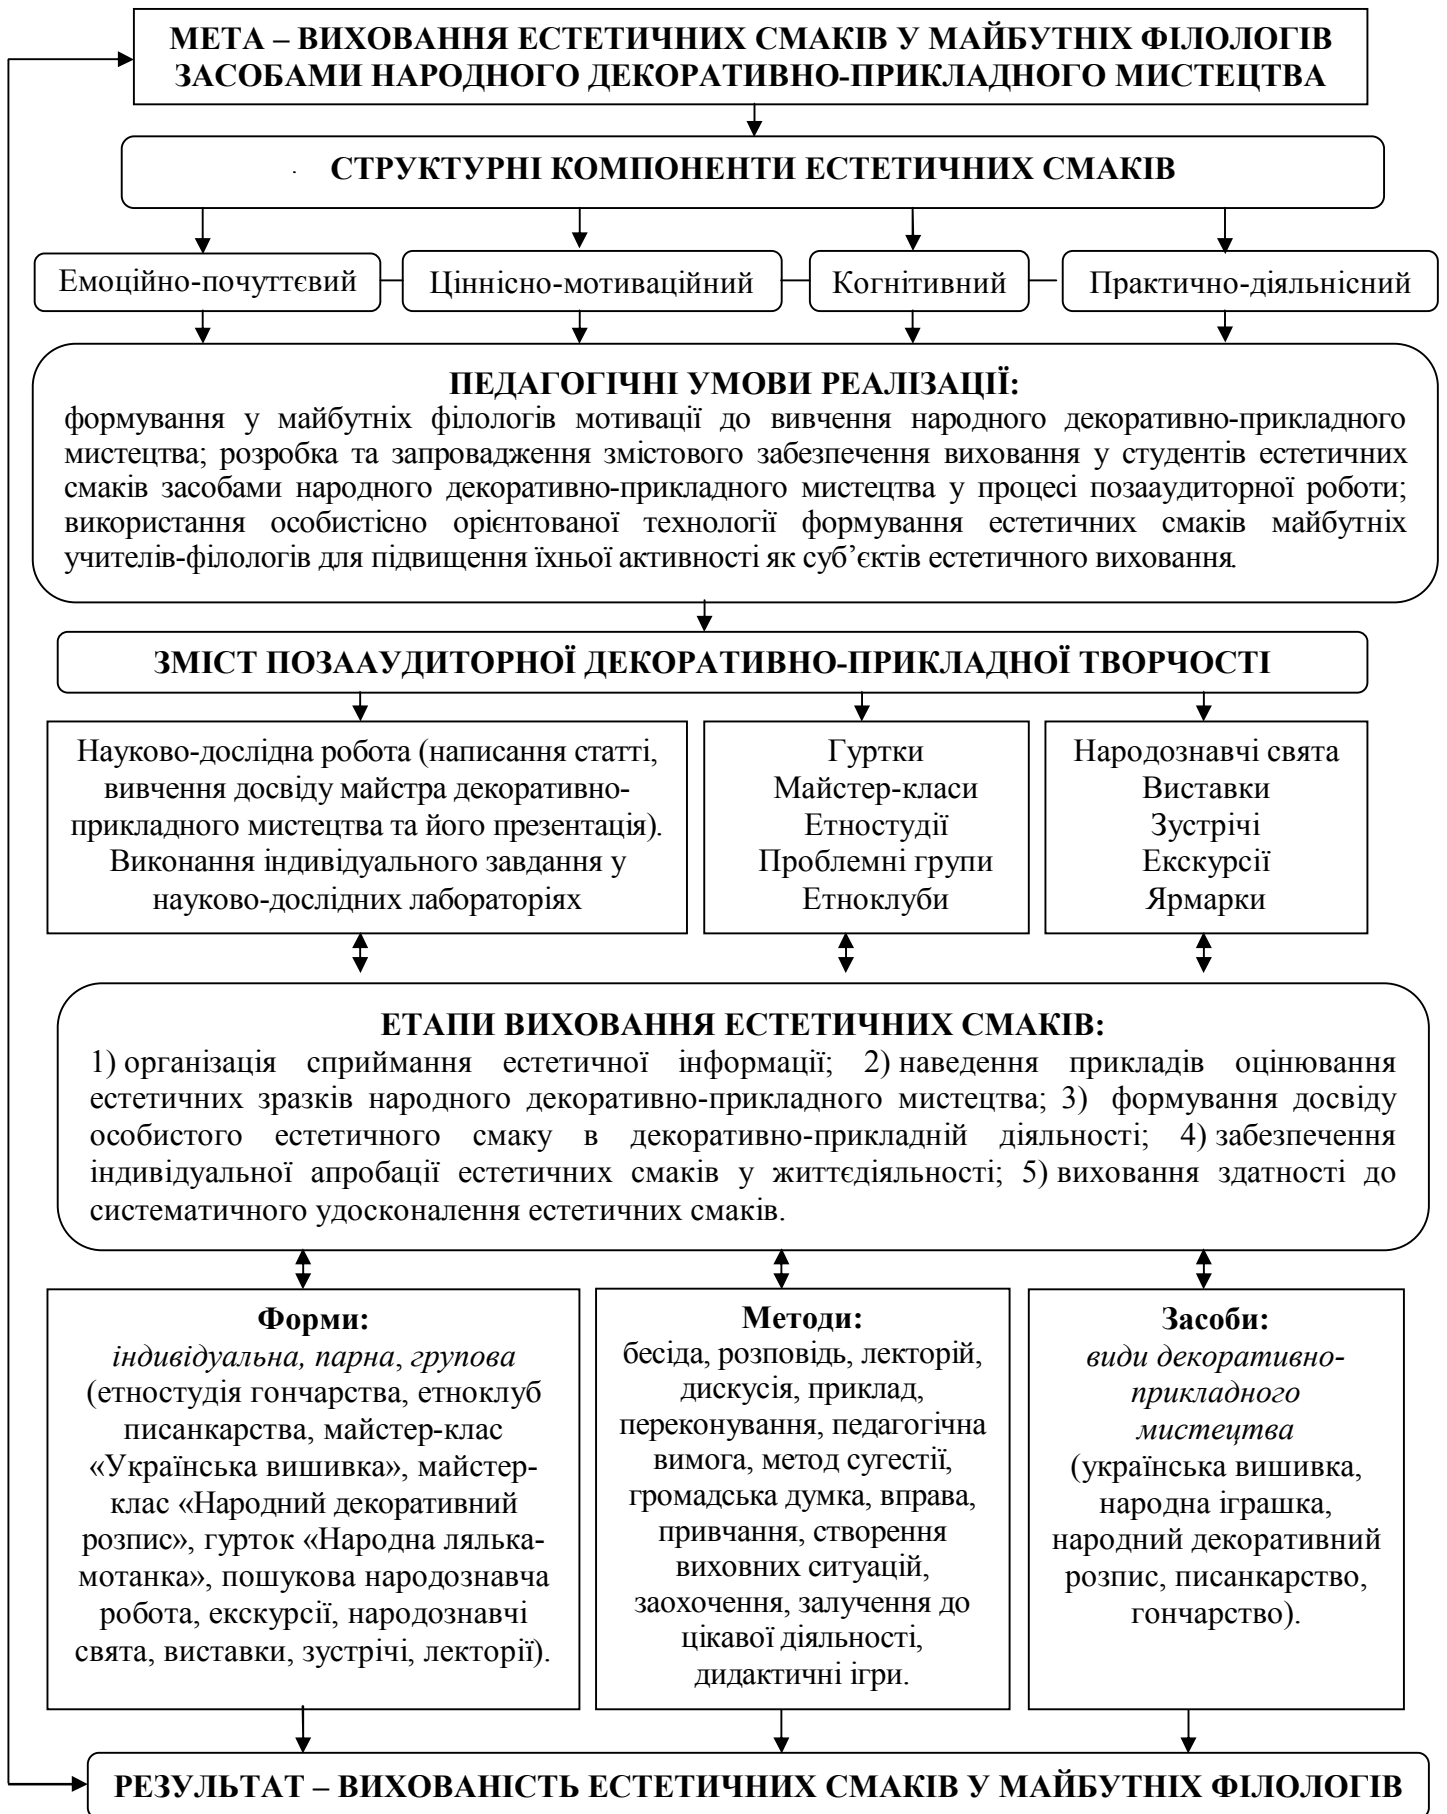 МЕТА – ВИХОВАННЯ ЕСТЕТИЧНИХ СМАКІВ У МАЙБУТНІХ ФІЛОЛОГІВ
ЗАСОБАМИ НАРОДНОГО ДЕКОРАТИВНО-ПРИКЛАДНОГО МИСТЕЦТВА
СТРУКТУРНІ КОМПОНЕНТИ ЕСТЕТИЧНИХ СМАКІВ
Емоційно-почуттєвий
Ціннісно-мотиваційний
Когнітивний
Практично-діяльнісний
ПЕДАГОГІЧНІ УМОВИ РЕАЛІЗАЦІЇ:
формування у майбутніх філологів мотивації до вивчення народного декоративно-прикладного
мистецтва; розробка та запровадження змістового забезпечення виховання у студентів естетичних
смаків засобами народного декоративно-прикладного мистецтва у процесі позааудиторної роботи;
використання особистісно орієнтованої технології формування естетичних смаків майбутніх
учителів-філологів для підвищення їхньої активності як суб’єктів естетичного виховання.
ЗМІСТ ПОЗААУДИТОРНОЇ ДЕКОРАТИВНО-ПРИКЛАДНОЇ ТВОРЧОСТІ
Науково-дослідна робота (написання статті,
вивчення досвіду майстра декоративно-
прикладного мистецтва та його презентація).
Виконання індивідуального завдання у
науково-дослідних лабораторіях
Гуртки
Майстер-класи
Етностудії
Проблемні групи
Етноклуби
Народознавчі свята
Виставки
Зустрічі
Екскурсії
Ярмарки
ЕТАПИ ВИХОВАННЯ ЕСТЕТИЧНИХ СМАКІВ:
1) організація сприймання естетичної інформації; 2) наведення прикладів оцінювання
естетичних зразків народного декоративно-прикладного мистецтва; 3) формування досвіду
особистого естетичного смаку в декоративно-прикладній діяльності; 4) забезпечення
індивідуальної апробації естетичних смаків у життєдіяльності; 5) виховання здатності до
систематичного удосконалення естетичних смаків.
Форми:
індивідуальна, парна, групова
(етностудія гончарства, етноклуб
писанкарства, майстер-клас
«Українська вишивка», майстер-
клас «Народний декоративний
розпис», гурток «Народна лялька-
мотанка», пошукова народознавча
робота, екскурсії, народознавчі
свята, виставки, зустрічі, лекторії).
Методи:
бесіда, розповідь, лекторій,
дискусія, приклад,
переконування, педагогічна
вимога, метод сугестії,
громадська думка, вправа,
привчання, створення
виховних ситуацій,
заохочення, залучення до
цікавої діяльності,
дидактичні ігри.
Засоби:
види декоративно-
прикладного
мистецтва
(українська вишивка,
народна іграшка,
народний декоративний
розпис, писанкарство,
гончарство).
РЕЗУЛЬТАТ – ВИХОВАНІСТЬ ЕСТЕТИЧНИХ СМАКІВ У МАЙБУТНІХ ФІЛОЛОГІВ